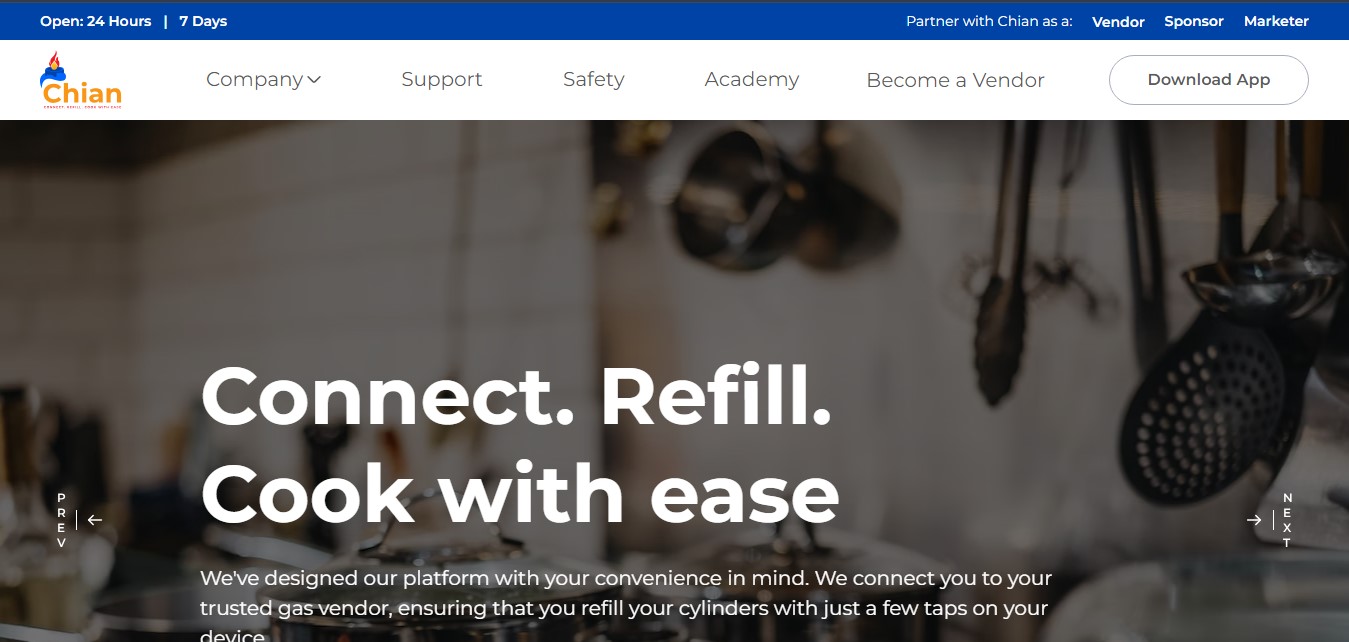 Open: 24 Hours | 7 Days
Partner with Chian as a: Vendor Sponsor Marketer
Chian
CONNECT. REFILL. COOK WITH EASE
Company
Support
Safety
Academy
Become a Vendor
Download App
Connect. Refill.
Cook with ease
PREV
NEXT
We've designed our platform with your convenience in mind. We connect you to your
trusted gas vendor, ensuring that you refill your cylinders with just a few taps on your
device.